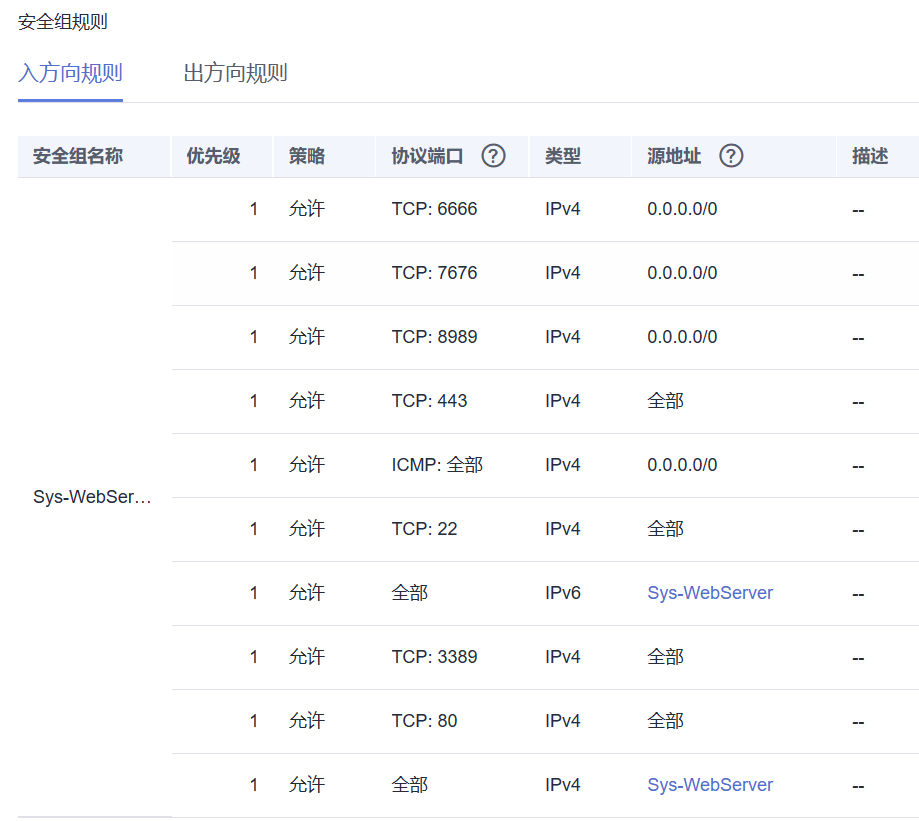 安全组规则
入方向规则 出方向规则
安全组名称 优先级 策略 协议端口 ? 类型 源地址 ? 描述
1 允许 TCP: 6666 IPv4 0.0.0.0/0 --
1 允许 TCP: 7676 IPv4 0.0.0.0/0 --
1 允许 TCP: 8989 IPv4 0.0.0.0/0 --
1 允许 TCP: 443 IPv4 全部 --
1 允许 ICMP: 全部 IPv4 0.0.0.0/0 --
Sys-WebSer...
1 允许 TCP: 22 IPv4 全部 --
1 允许 全部 IPv6 Sys-WebServer --
1 允许 TCP: 3389 IPv4 全部 --
1 允许 TCP: 80 IPv4 全部 --
1 允许 全部 IPv4 Sys-WebServer --